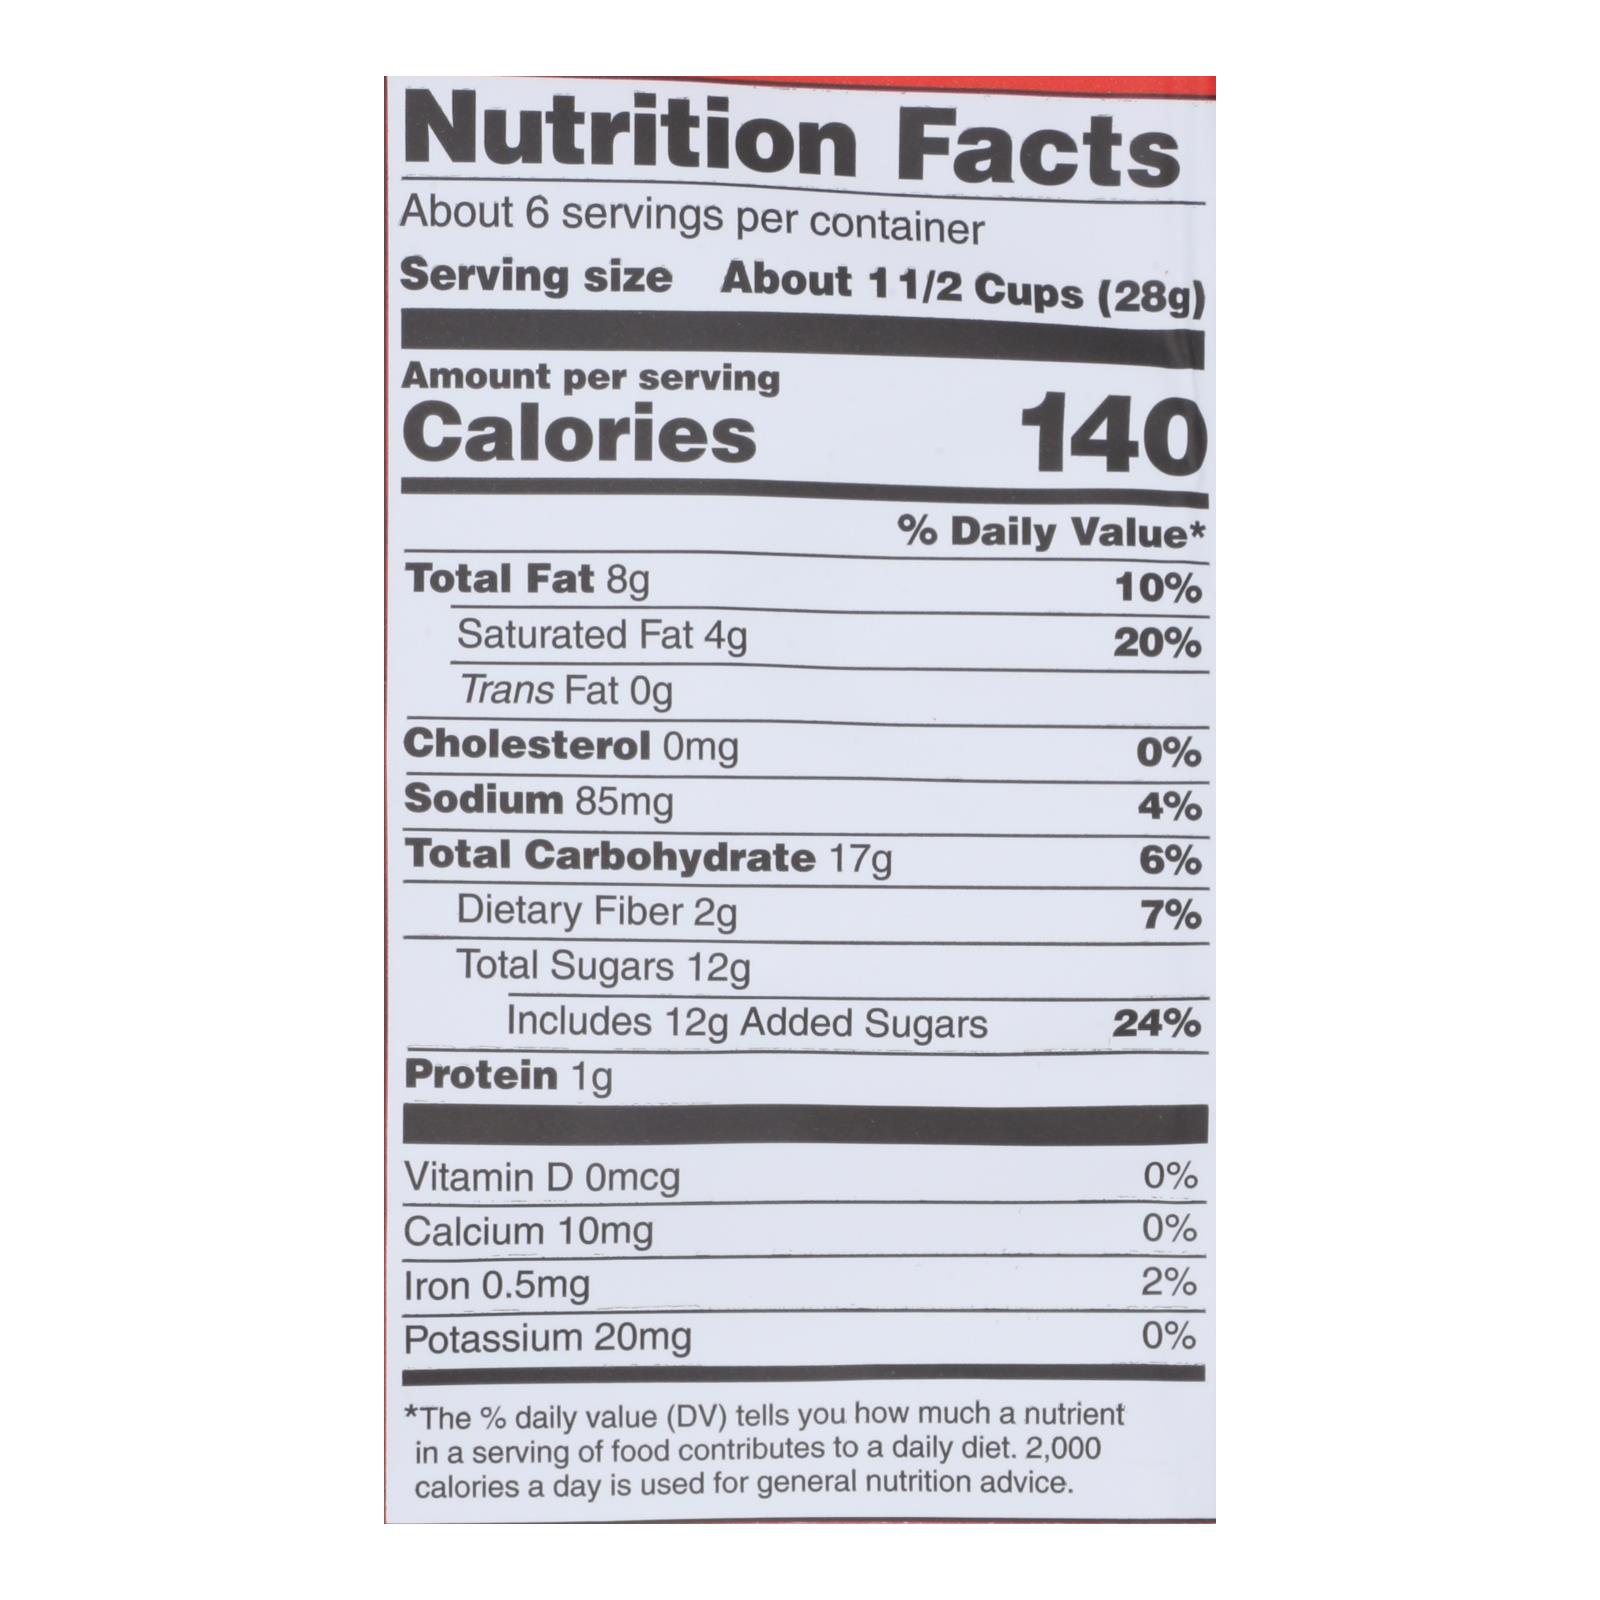 Nutrition Facts
About 6 servings per container
Serving size About 1 1/2 Cups (28g)
Amount per serving
Calories 140
% Daily Value*
Total Fat 8g 10%
Saturated Fat 4g 20%
Trans Fat 0g
Cholesterol 0mg 0%
Sodium 85mg 4%
Total Carbohydrate 17g 6%
Dietary Fiber 2g 7%
Total Sugars 12g
Includes 12g Added Sugars 24%
Protein 1g
Vitamin D 0mcg 0%
Calcium 10mg 0%
Iron 0.5mg 2%
Potassium 20mg 0%
*The % daily value (DV) tells you how much a nutrient
in a serving of food contributes to a daily diet. 2,000
calories a day is used for general nutrition advice.